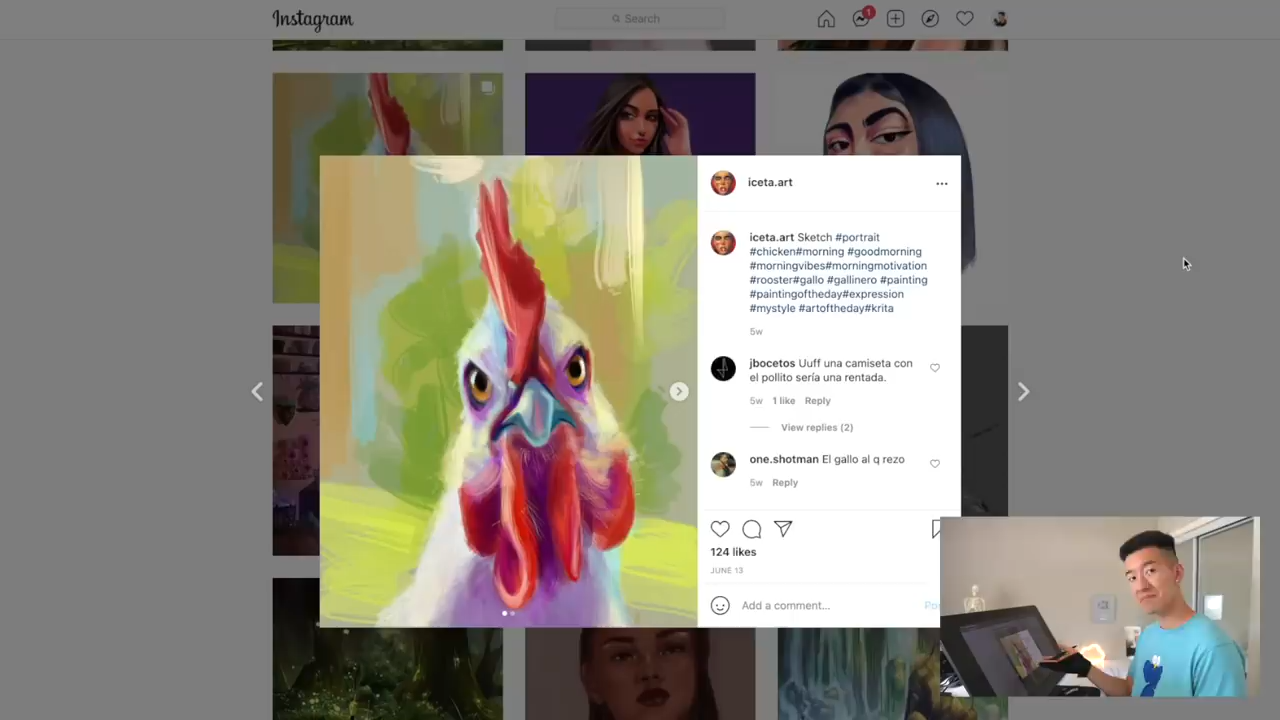 Instagram
Search
1
iceta.art
iceta.art Sketch #portrait
#chicken#morning #goodmorning
#morningvibes#morningmotivation
#rooster#gallo #gallinero #painting
#paintingoftheday#expression
#mystyle #artoftheday#krita
5w
jbocetos Uuff una camiseta con
el pollito sería una rentada.
5w 1 like Reply
View replies (2)
one.shotman El gallo al q rezo
5w Reply
124 likes
JUNE 13
Add a comment...